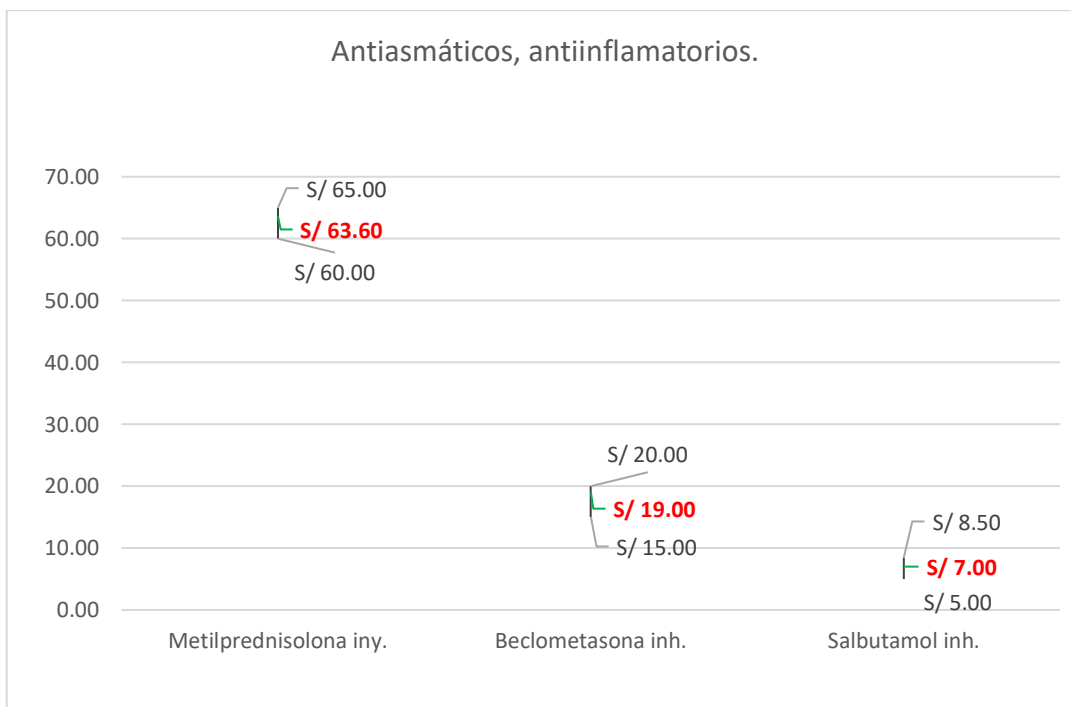 Antiasmáticos, antiinflamatorios.
70.00
60.00
50.00
40.00
30.00
20.00
10.00
0.00
S/ 65.00
S/ 63.60
S/ 60.00
S/ 20.00
S/ 19.00
S/ 15.00
S/ 8.50
S/ 7.00
S/ 5.00
Metilprednisolona iny.
Beclometasona inh.
Salbutamol inh.